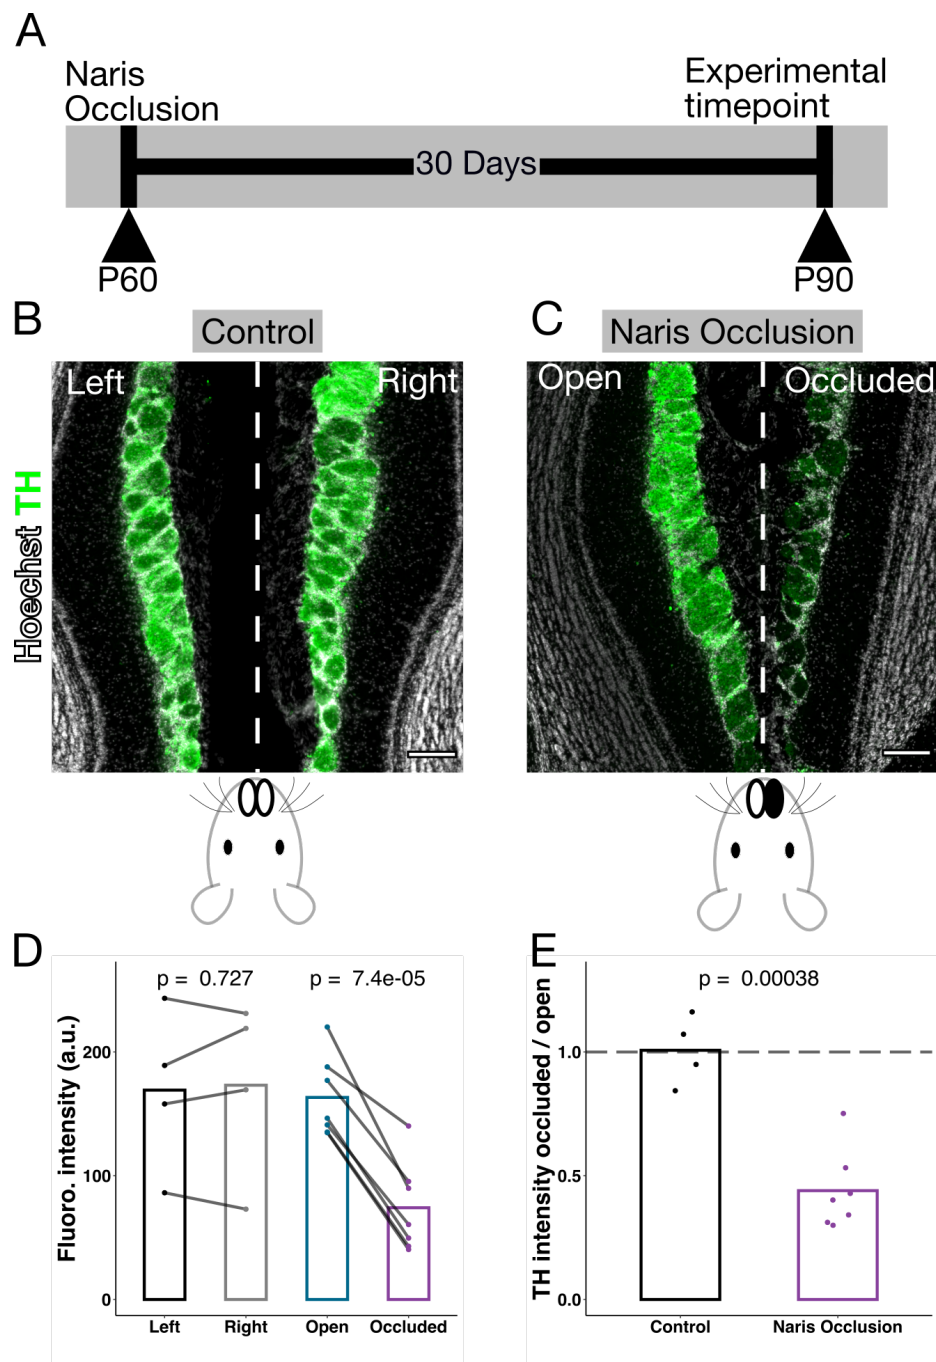 A
Naris
Occlusion
Experimental
timepoint
30 Days
P60
P90
B
Control
C
Naris Occlusion
Left
Right
Open
Occluded
Hoechst TH
D
p = 0.727
p = 7.4e-05
Fluoro. intensity (a.u.)
200
100
0
Left
Right
Open
Occluded
E
p = 0.00038
TH intensity occluded / open
1.0
0.5
0.0
Control
Naris Occlusion